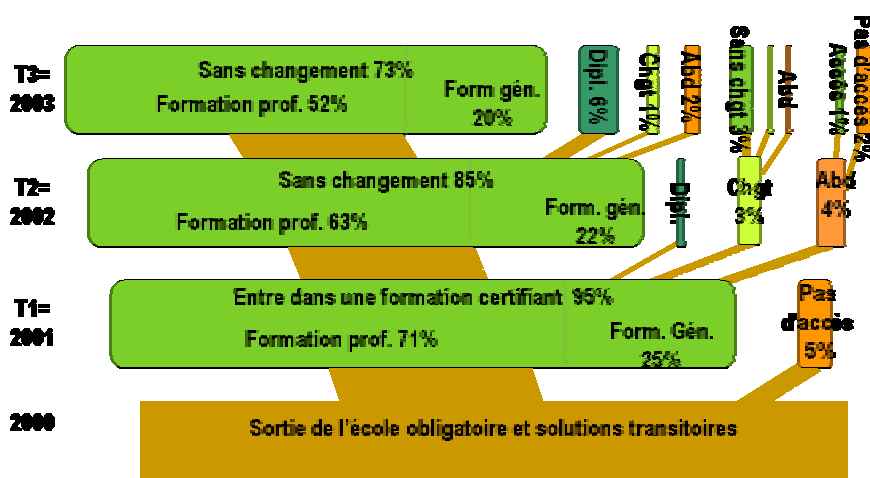 T3=
2003
Sans changement 73%
Formation prof. 52%
Form gén.
20%
Dipl. 6%
Chgt 4%
Abd 2%
Sans chgt 3%
Abd
Accès 1%
Pas d'accès 2%
T2=
2002
Sans changement 85%
Formation prof. 63%
Form. gén.
22%
Dipl.
Chgt
3%
Abd
4%
T1=
2001
Entre dans une formation certifiant 95%
Formation prof. 71%
Form. Gén.
25%
Pas
d'accès
5%
2000
Sortie de l'école obligatoire et solutions transitoires